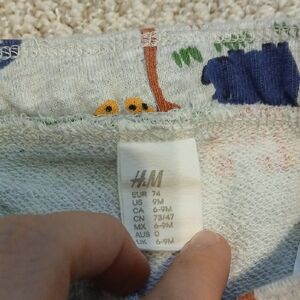 H&M
EUR 74
US 9M
CA 6-9M
CN 73/47
MX 6-9M
AUS 0
UK 6-9M